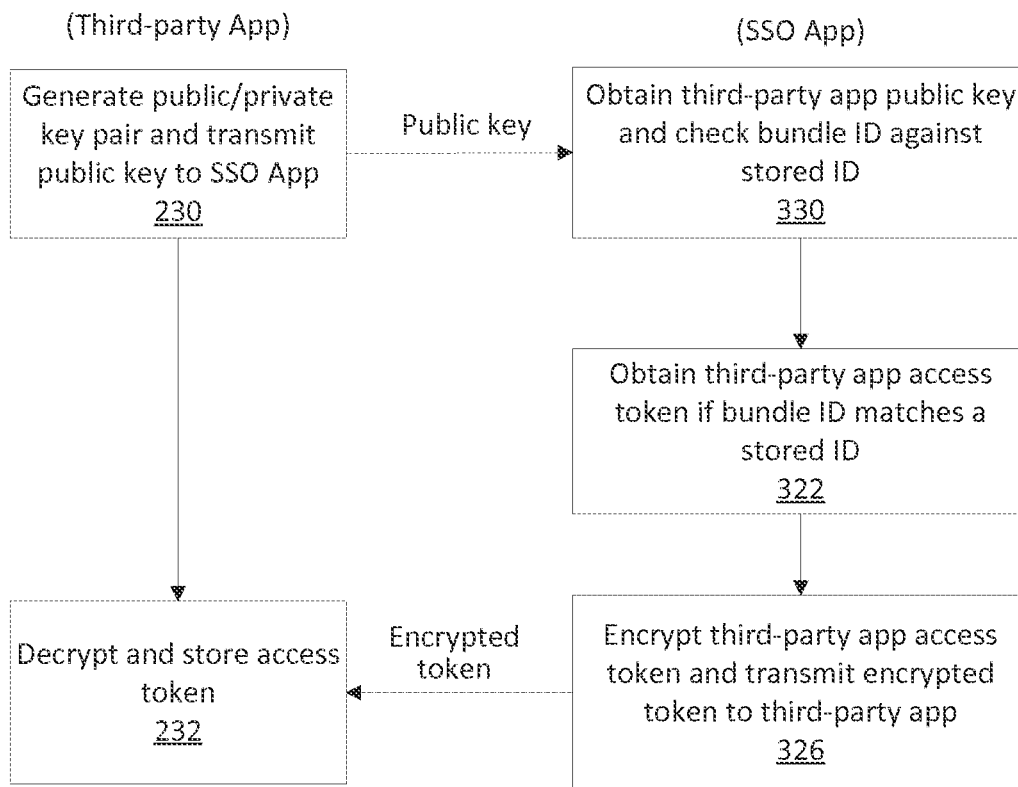 (Third-party App)
(SSO App)
Generate public/private
key pair and transmit
public key to SSO App
230
Public key
Obtain third-party app public key
and check bundle ID against
stored ID
330
Obtain third-party app access
token if bundle ID matches a
stored ID
322
Encrypt third-party app access
token and transmit encrypted
token to third-party app
326
Encrypted
token
Decrypt and store access
token
232